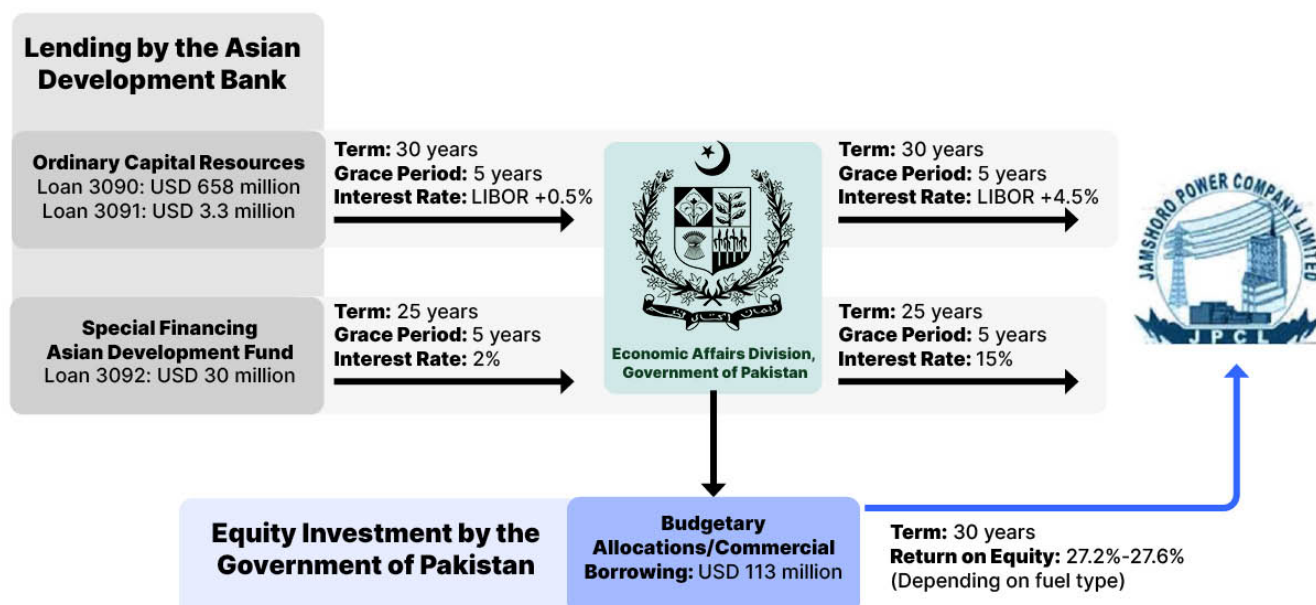 Lending by the Asian
Development Bank
Ordinary Capital Resources
Loan 3090: USD 658 million
Loan 3091: USD 3.3 million
Term: 30 years
Grace Period: 5 years
Interest Rate: LIBOR +0.5%
Term: 30 years
Grace Period: 5 years
Interest Rate: LIBOR +4.5%
JAMSHORO POWER COMPANY LIMITED
JPCL
Special Financing
Asian Development Fund
Loan 3092: USD 30 million
Term: 25 years
Grace Period: 5 years
Interest Rate: 2%
Economic Affairs Division,
Government of Pakistan
Term: 25 years
Grace Period: 5 years
Interest Rate: 15%
Equity Investment by the
Government of Pakistan
Budgetary
Allocations/Commercial
Borrowing: USD 113 million
Term: 30 years
Return on Equity: 27.2%-27.6%
(Depending on fuel type)